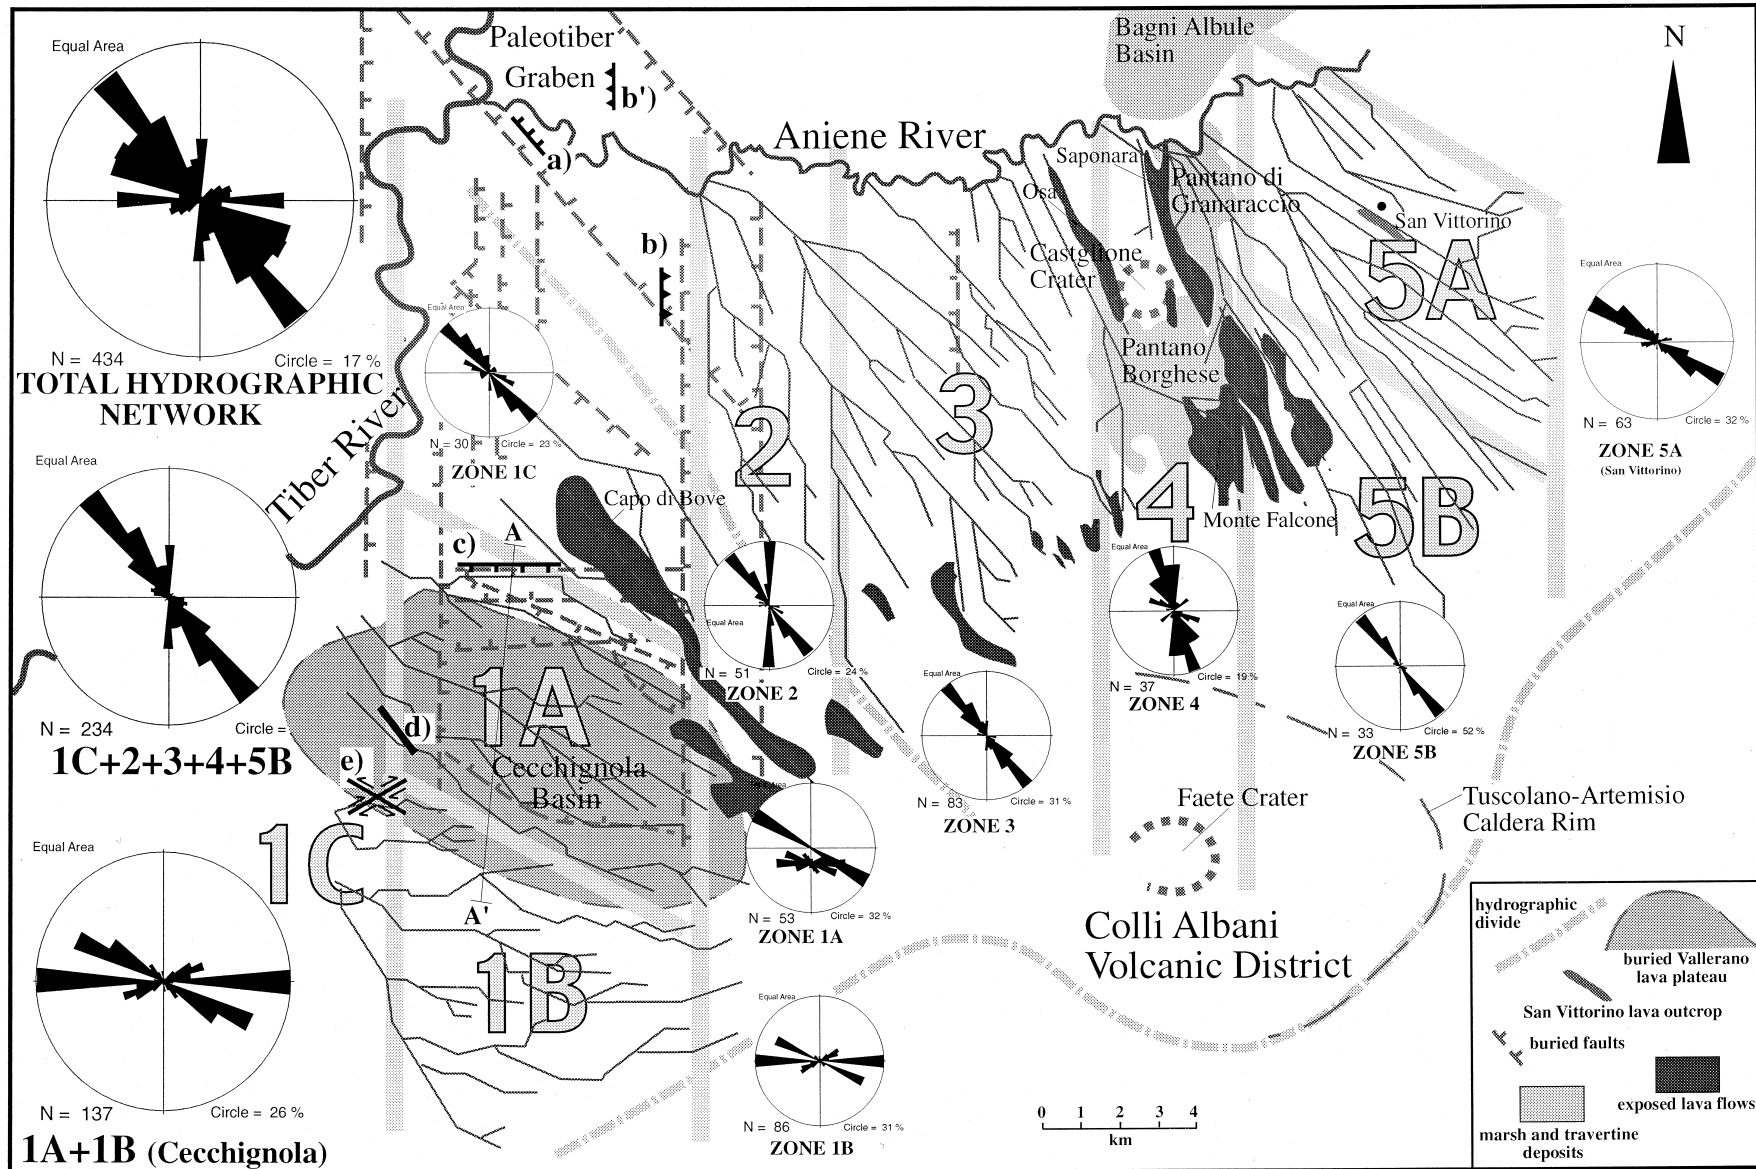 Equal Area
N = 434
Circle = 17 %
TOTAL HYDROGRAPHIC
NETWORK
Equal Area
N = 234
Circle =
1C+2+3+4+5B
Equal Area
N = 137
Circle = 26 %
1A+1B (Cecchignola)
Paleotiber
Graben
b')
a)
Aniene River
b)
Bagni Albule
Basin
N
Saponara
Osa
Pantano di
Granaraccio
San Vittorino
Castglione
Crater
Pantano
Borghese
5A
Equal Area
N = 63
Circle = 32 %
ZONE 5A
(San Vittorino)
Tiber River
Equal Area
N = 30
Circle = 23 %
ZONE 1C
2
3
4
5B
Monte Falcone
Capo di Bove
c)
A
Equal Area
N = 51
Circle = 24 %
ZONE 2
Equal Area
N = 83
Circle = 31 %
ZONE 3
Equal Area
N = 37
Circle = 19 %
ZONE 4
Equal Area
N = 33
Circle = 52 %
ZONE 5B
1A
d)
Cecchignola
Basin
e)
1C
A'
N = 53
Circle = 32 %
ZONE 1A
1B
Equal Area
N = 86
Circle = 31 %
ZONE 1B
Faete Crater
Tuscolano-Artemisio
Caldera Rim
Colli Albani
Volcanic District
0 1 2 3 4
km
hydrographic
divide
buried Vallerano
lava plateau
San Vittorino lava outcrop
buried faults
exposed lava flows
marsh and travertine
deposits